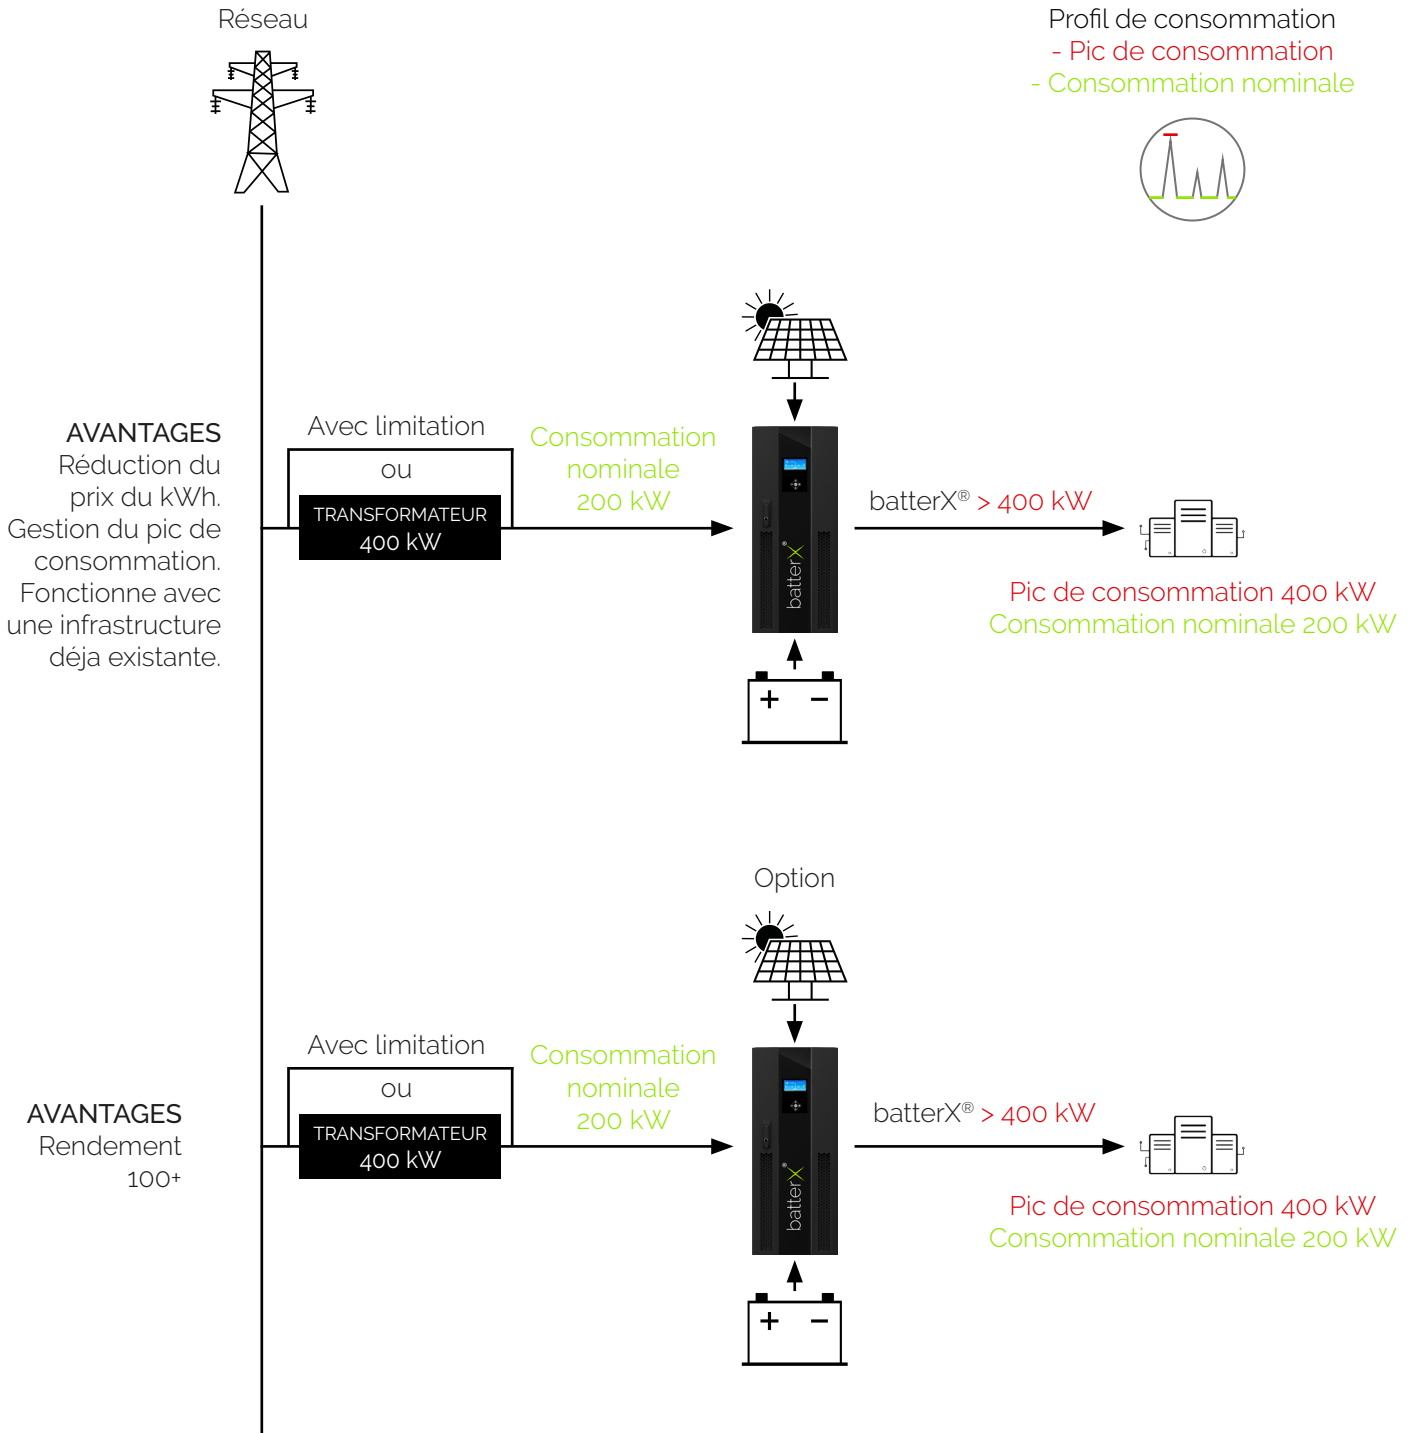 Réseau
Profil de consommation
- Pic de consommation
- Consommation nominale
AVANTAGES
Réduction du
prix du kWh.
Gestion du pic de
consommation.
Fonctionne avec
une infrastructure
déja existante.
Avec limitation
ou
TRANSFORMATEUR
400 kW
Consommation
nominale
200 kW
batterX®
+ -
batterX® > 400 kW
Pic de consommation 400 kW
Consommation nominale 200 kW
Option
AVANTAGES
Rendement
100+
Avec limitation
ou
TRANSFORMATEUR
400 kW
Consommation
nominale
200 kW
batterX®
+ -
batterX® > 400 kW
Pic de consommation 400 kW
Consommation nominale 200 kW